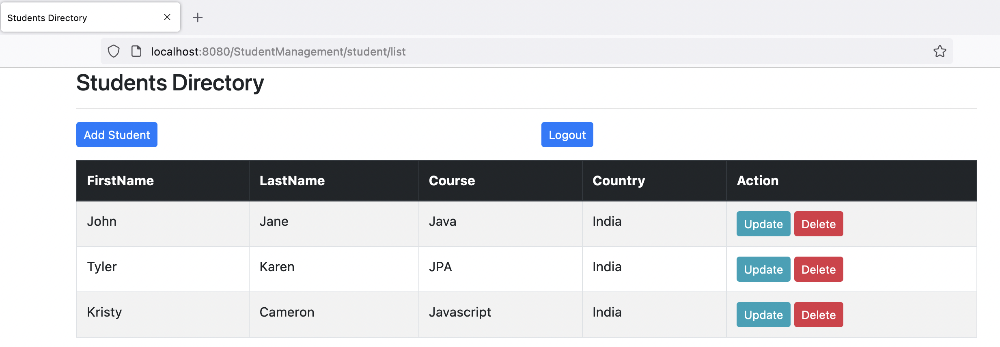 Students Directory
localhost:8080/StudentManagement/student/list
Students Directory
Add Student Logout
FirstName LastName Course Country Action
John Jane Java India Update Delete
Tyler Karen JPA India Update Delete
Kristy Cameron Javascript India Update Delete